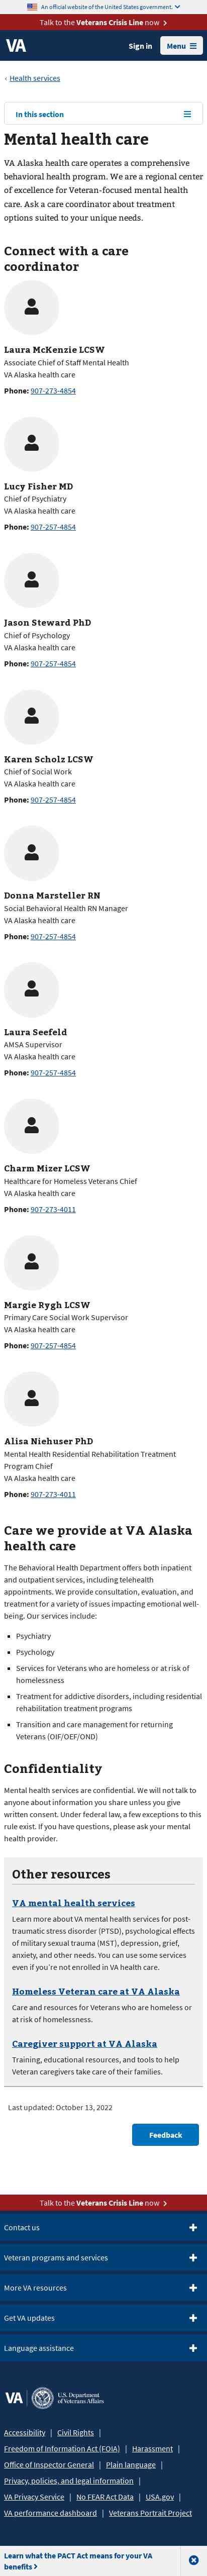 An official website of the United States government.
Talk to the Veterans Crisis Line now
VA
Sign in
Menu
‹ Health services
In this section
Mental health care
VA Alaska health care operates a comprehensive
behavioral health program. We are a regional center
of excellence for Veteran-focused mental health
care. Ask a care coordinator about treatment
options suited to your unique needs.
Connect with a care
coordinator
Laura McKenzie LCSW
Associate Chief of Staff Mental Health
VA Alaska health care
Phone: 907-273-4854
Lucy Fisher MD
Chief of Psychiatry
VA Alaska health care
Phone: 907-257-4854
Jason Steward PhD
Chief of Psychology
VA Alaska health care
Phone: 907-257-4854
Karen Scholz LCSW
Chief of Social Work
VA Alaska health care
Phone: 907-257-4854
Donna Marsteller RN
Social Behavioral Health RN Manager
VA Alaska health care
Phone: 907-257-4854
Laura Seefeld
AMSA Supervisor
VA Alaska health care
Phone: 907-257-4854
Charm Mizer LCSW
Healthcare for Homeless Veterans Chief
VA Alaska health care
Phone: 907-273-4011
Margie Rygh LCSW
Primary Care Social Work Supervisor
VA Alaska health care
Phone: 907-257-4854
Alisa Niehuser PhD
Mental Health Residential Rehabilitation Treatment
Program Chief
VA Alaska health care
Phone: 907-273-4011
Care we provide at VA Alaska
health care
The Behavioral Health Department offers both inpatient
and outpatient services, including telehealth
appointments. We provide consultation, evaluation, and
treatment for a variety of issues impacting emotional well-
being. Our services include:
▪ Psychiatry
▪ Psychology
▪ Services for Veterans who are homeless or at risk of
homelessness
▪ Treatment for addictive disorders, including residential
rehabilitation treatment programs
▪ Transition and care management for returning
Veterans (OIF/OEF/OND)
Confidentiality
Mental health services are confidential. We will not talk to
anyone about information you share unless you give
written consent. Under federal law, a few exceptions to this
rule exist. If you have questions, please ask your mental
health provider.
Other resources
VA mental health services
Learn more about VA mental health services for post-
traumatic stress disorder (PTSD), psychological effects
of military sexual trauma (MST), depression, grief,
anxiety, and other needs. You can use some services
even if you're not enrolled in VA health care.
Homeless Veteran care at VA Alaska
Care and resources for Veterans who are homeless or
at risk of homelessness.
Caregiver support at VA Alaska
Training, educational resources, and tools to help
Veteran caregivers take care of their families.
Last updated: October 13, 2022
Feedback
Talk to the Veterans Crisis Line now
Contact us
Veteran programs and services
More VA resources
Get VA updates
Language assistance
VA | U.S. Department of Veterans Affairs
Accessibility | Civil Rights |
Freedom of Information Act (FOIA) | Harassment |
Office of Inspector General | Plain language |
Privacy, policies, and legal information |
VA Privacy Service | No FEAR Act Data | USA.gov |
VA performance dashboard | Veterans Portrait Project
Learn what the PACT Act means for your VA
benefits